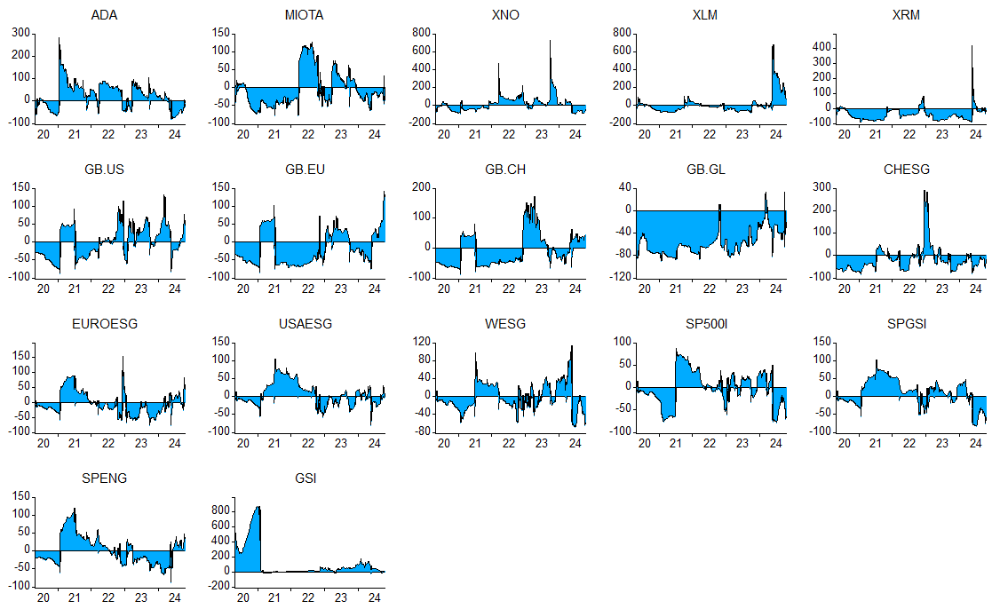 ADA MIOTA XNO XLM XRM
300 150 800 800 400
200 100 600 600 300
100 50 400 400 200
0 0 200 200 100
-100 -50 0 0 0
-100 -200 -200 -100
20 21 22 23 24 20 21 22 23 24 20 21 22 23 24 20 21 22 23 24 20 21 22 23 24
GB.US GB.EU GB.CH GB.GL CHESG
150 150 200 40 300
100 100 100 0 200
50 50 0 -40 100
0 0 -100 -80 0
-50 -50 -120 -100
-100 -100
20 21 22 23 24 20 21 22 23 24 20 21 22 23 24 20 21 22 23 24 20 21 22 23 24
EUROESG USAESG WESG SP500I SPGSI
150 150 120 100 150
100 100 80 50 100
50 50 40 0 50
0 0 0 -50 0
-50 -50 -40 -100 -50
-100 -100 -80 -100
20 21 22 23 24 20 21 22 23 24 20 21 22 23 24 20 21 22 23 24 20 21 22 23 24
SPENG GSI
150 800
100 600
50 400
0 200
-50 0
-100 -200
20 21 22 23 24 20 21 22 23 24